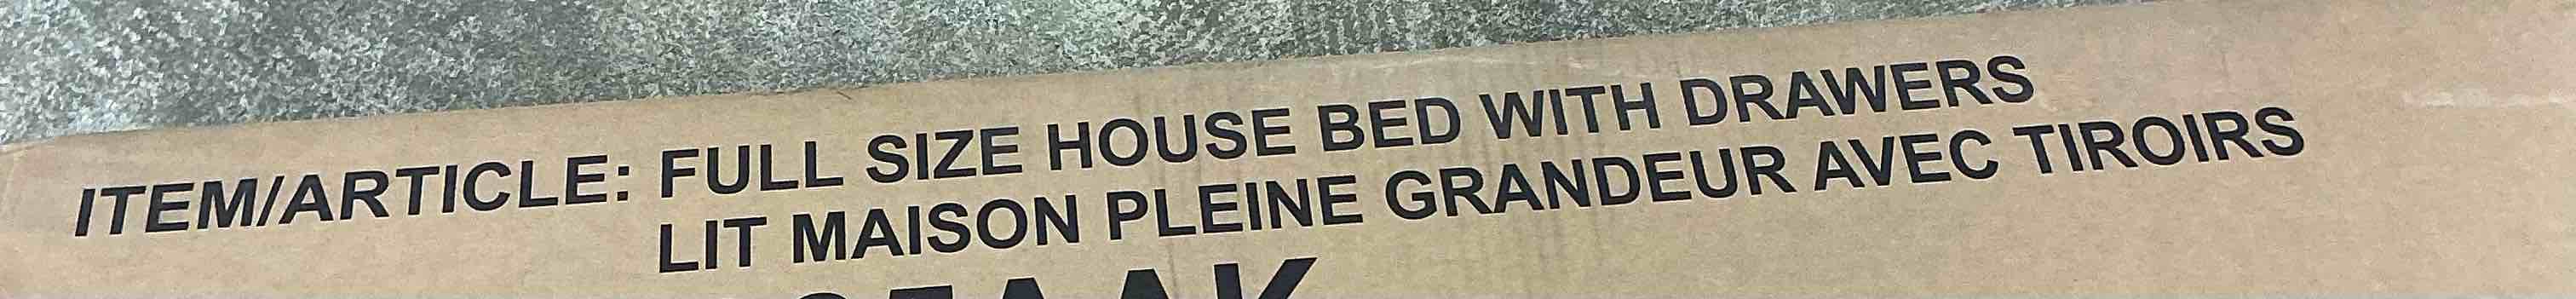 ITEM/ARTICLE: FULL SIZE HOUSE BED WITH DRAWERS
LIT MAISON PLEINE GRANDEUR AVEC TIROIRS